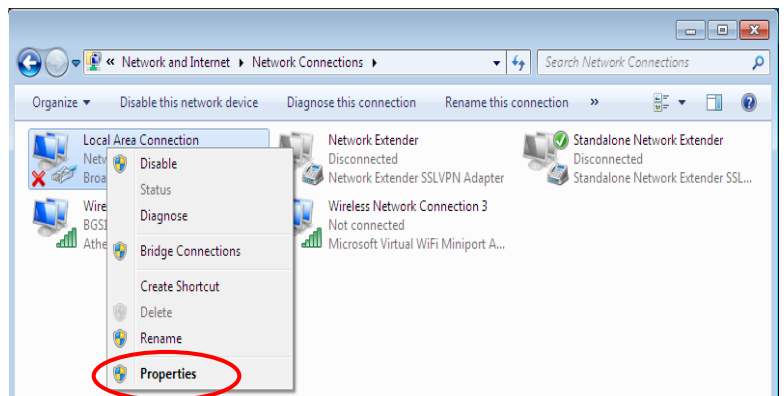 « Network and Internet Network Connections
Search Network Connections
Organize Disable this network device Diagnose this connection Rename this connection »
Local Area Connection
Network Extender
Disconnected
Network Extender SSLVPN Adapter
Standalone Network Extender
Disconnected
Standalone Network Extender SSL...
Netw
Broa
Wire
BGS1
Athe
Wireless Network Connection 3
Not connected
Microsoft Virtual WiFi Miniport A...
Disable
Status
Diagnose
Bridge Connections
Create Shortcut
Delete
Rename
Properties